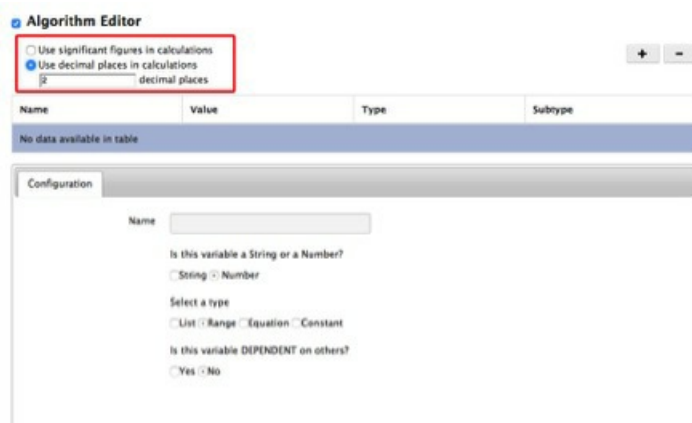 Algorithm Editor
Use significant figures in calculations
Use decimal places in calculations
2 decimal places
+ -
Name Value Type Subtype
No data available in table
Configuration
Name
Is this variable a String or a Number?
String Number
Select a type
List Range Equation Constant
Is this variable DEPENDENT on others?
Yes No